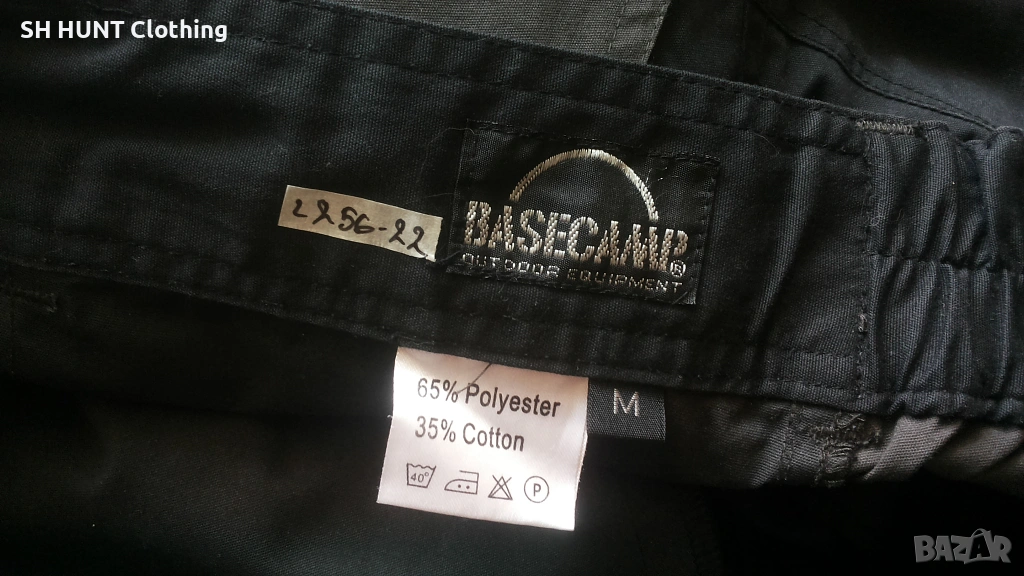 SH HUNT Clothing
2256-22
BASECAMP®
OUTDOOR EQUIPMENT
65% Polyester
35% Cotton
M
40°
P
BAZAR